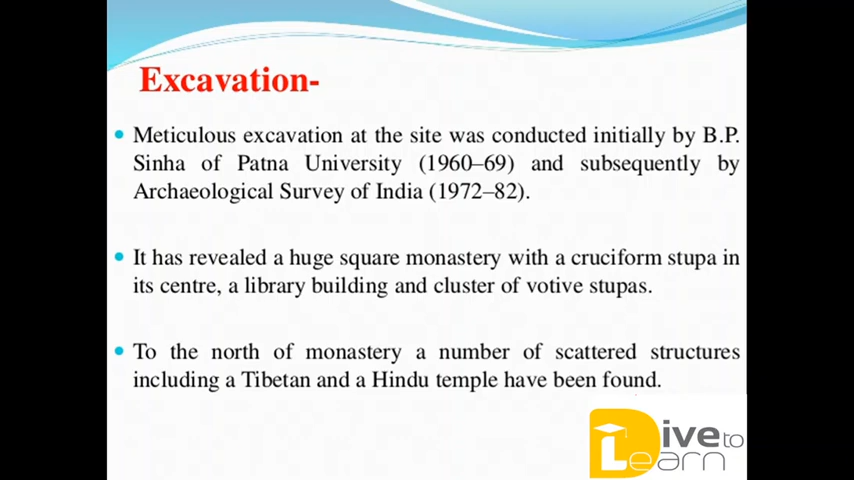 Excavation-
Meticulous excavation at the site was conducted initially by B.P.
Sinha of Patna University (1960–69) and subsequently by
Archaeological Survey of India (1972–82).
It has revealed a huge square monastery with a cruciform stupa in
its centre, a library building and cluster of votive stupas.
To the north of monastery a number of scattered structures
including a Tibetan and a Hindu temple have been found.
Dive to
Learn